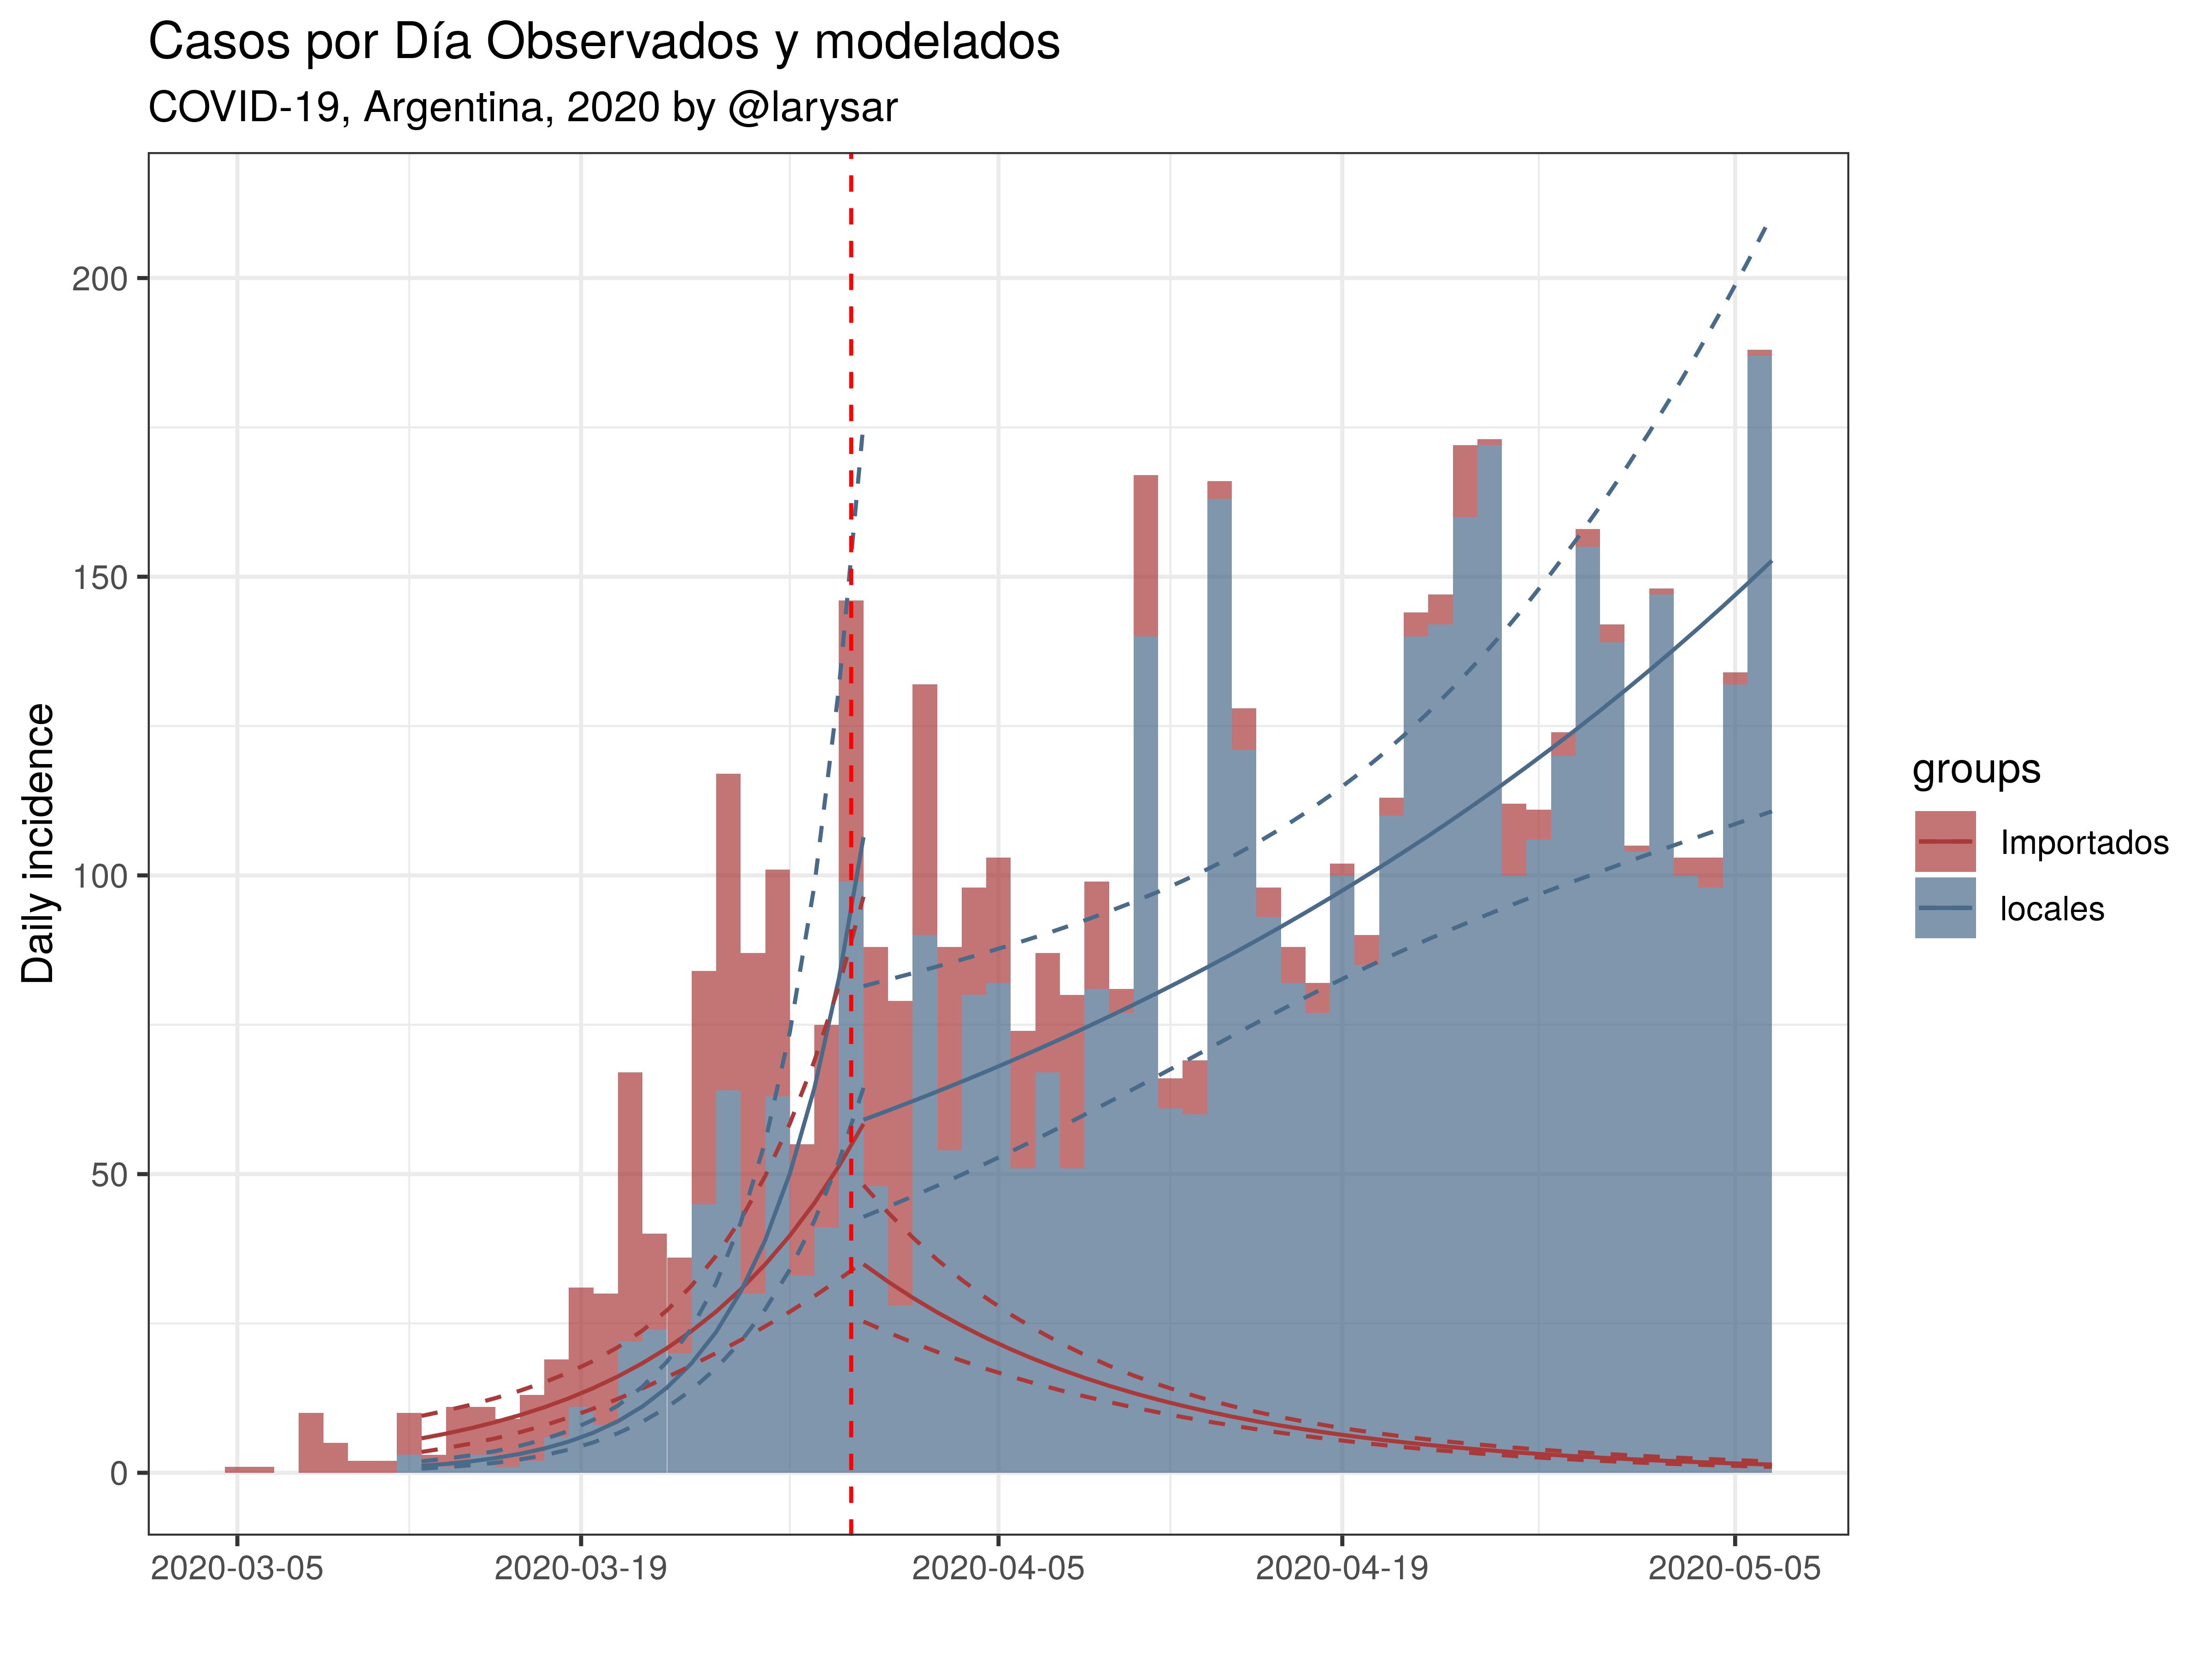 Casos por Día Observados y modelados
COVID-19, Argentina, 2020 by @larysar
Daily incidence
200
150
100
50
0
2020-03-05
2020-03-19
2020-04-05
2020-04-19
2020-05-05
groups
Importados
locales